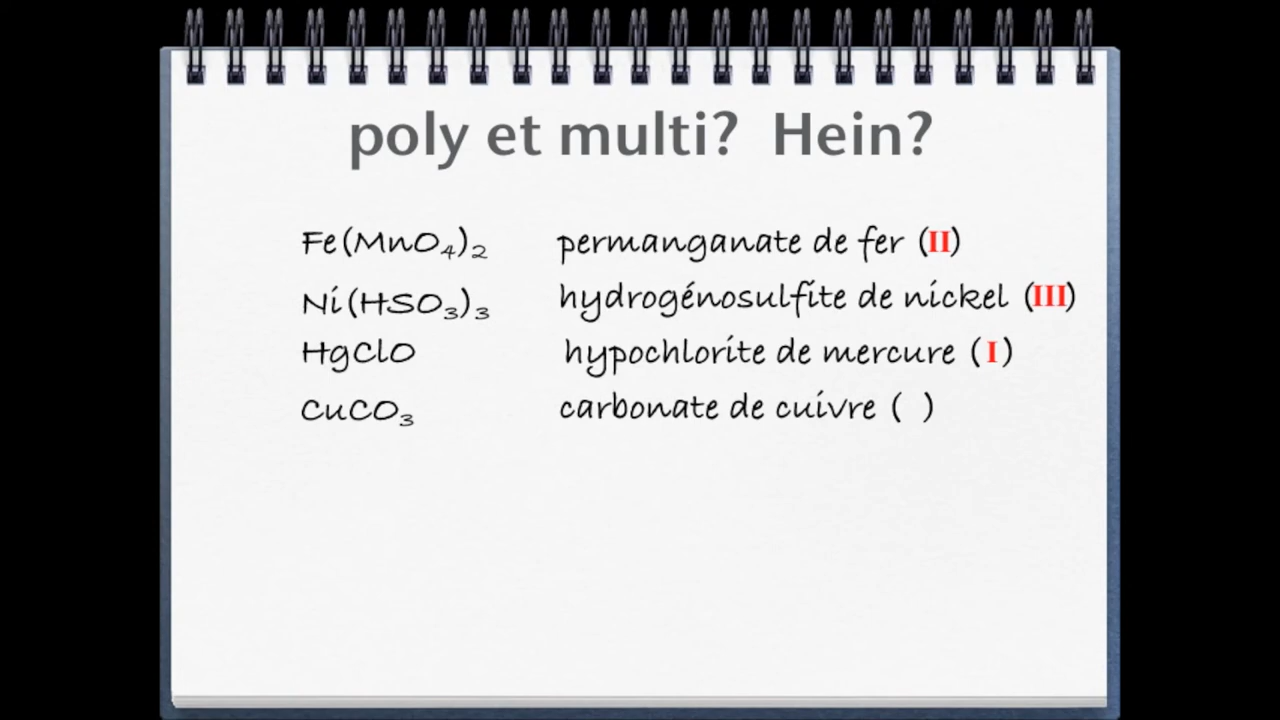 poly et multi? Hein?
Fe(MnO₄)₂ permanganate de fer (II)
Ni(HSO₃)₃ hydrogénosulfite de nickel (III)
HgClO hypochlorite de mercure ( I )
CuCO₃ carbonate de cuivre ( )